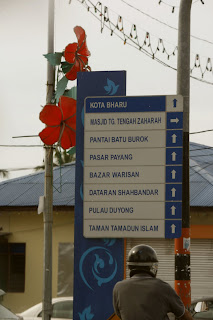 KOTA BHARU
MASJID TG. TENGAH ZAHARAH
PANTAI BATU BUROK
PASAR PAYANG
BAZAR WARISAN
DATARAN SHAHBANDAR
PULAU DUYONG
TAMAN TAMADUN ISLAM